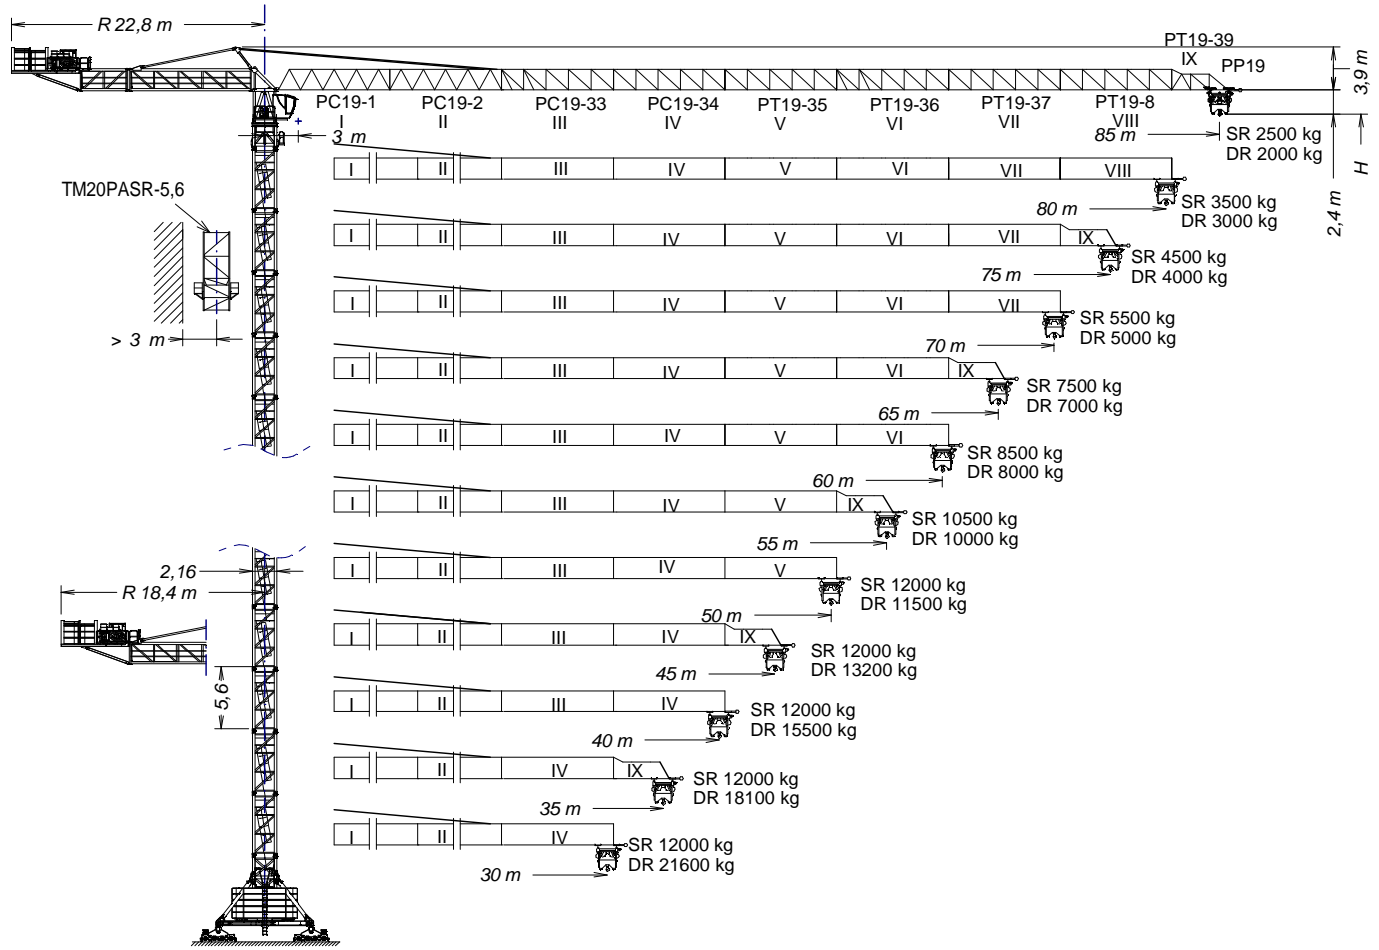 R 22,8 m
PT19-39
IX
PP19
3,9 m
PC19-1
PC19-2
PC19-33
PC19-34
PT19-35
PT19-36
PT19-37
PT19-8
I
II
III
IV
V
VI
VII
VIII
3 m
85 m
SR 2500 kg
DR 2000 kg
H
2,4 m
I
II
III
IV
V
VI
VII
VIII
TM20PASR-5,6
80 m
SR 3500 kg
DR 3000 kg
I
II
III
IV
V
VI
VII
IX
75 m
SR 4500 kg
DR 4000 kg
I
II
III
IV
V
VI
VII
> 3 m
70 m
SR 5500 kg
DR 5000 kg
I
II
III
IV
V
VI
IX
65 m
SR 7500 kg
DR 7000 kg
I
II
III
IV
V
VI
60 m
SR 8500 kg
DR 8000 kg
I
II
III
IV
V
IX
55 m
SR 10500 kg
DR 10000 kg
2,16
R 18,4 m
I
II
III
IV
V
50 m
SR 12000 kg
DR 11500 kg
I
II
III
IV
IX
45 m
SR 12000 kg
DR 13200 kg
5,6
I
II
III
IV
40 m
SR 12000 kg
DR 15500 kg
I
II
IV
IX
35 m
SR 12000 kg
DR 18100 kg
I
II
IV
30 m
SR 12000 kg
DR 21600 kg